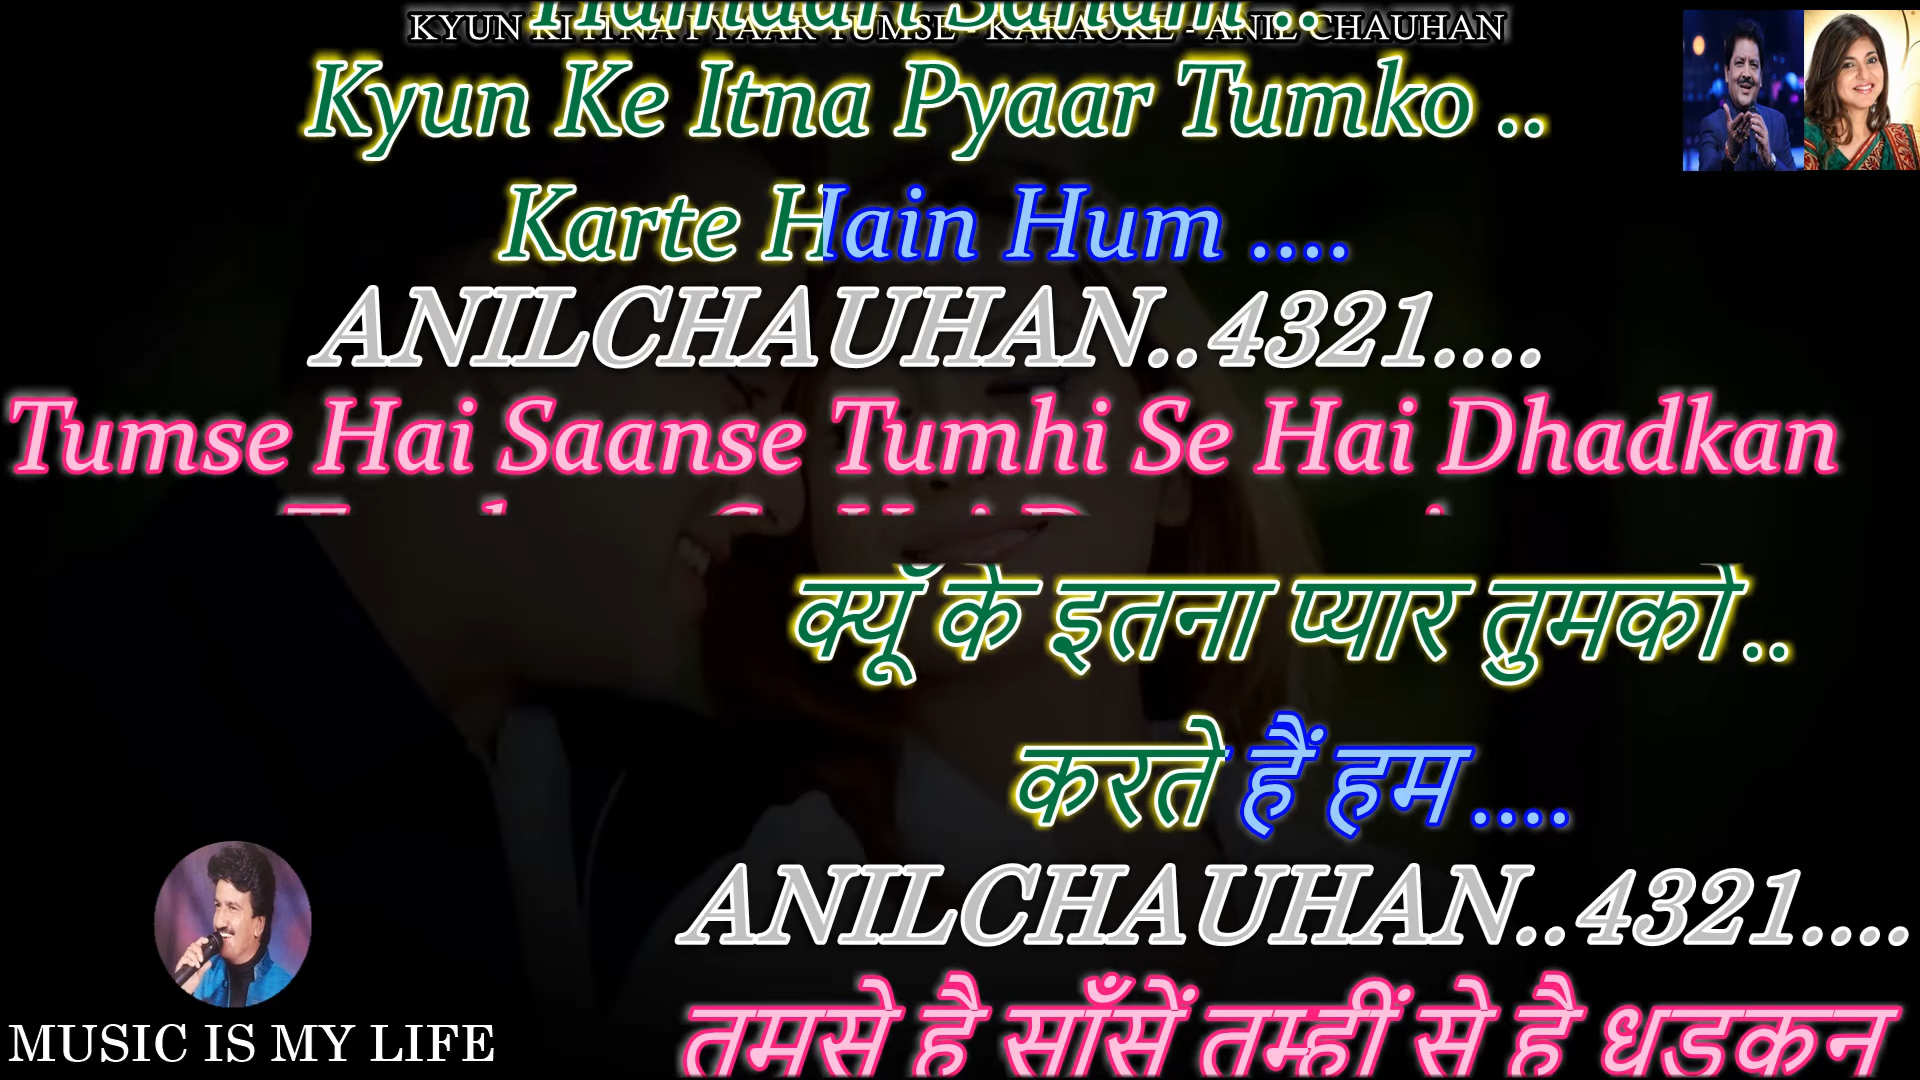 Hamaari Sanam ..
KYUN KI ITNA PYAAR TUMSE - KARAOKE - ANIL CHAUHAN
Kyun Ke Itna Pyaar Tumko ..
Karte Hain Hum ....
ANILCHAUHAN..4321....
Tumse Hai Saanse Tumhi Se Hai Dhadkan
क्यूँ के इतना प्यार तुमको ..
करते हैं हम ....
ANILCHAUHAN..4321....
तुमसे है साँसें तुम्हीं से है धड़कन
MUSIC IS MY LIFE